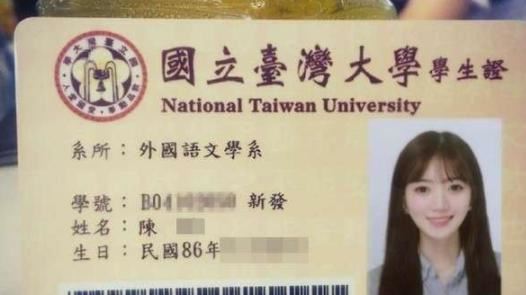 國立臺灣大學 學生證
National Taiwan University
系所：外國語文學系
學號：B04 新發
姓名：陳
生日：民國86年